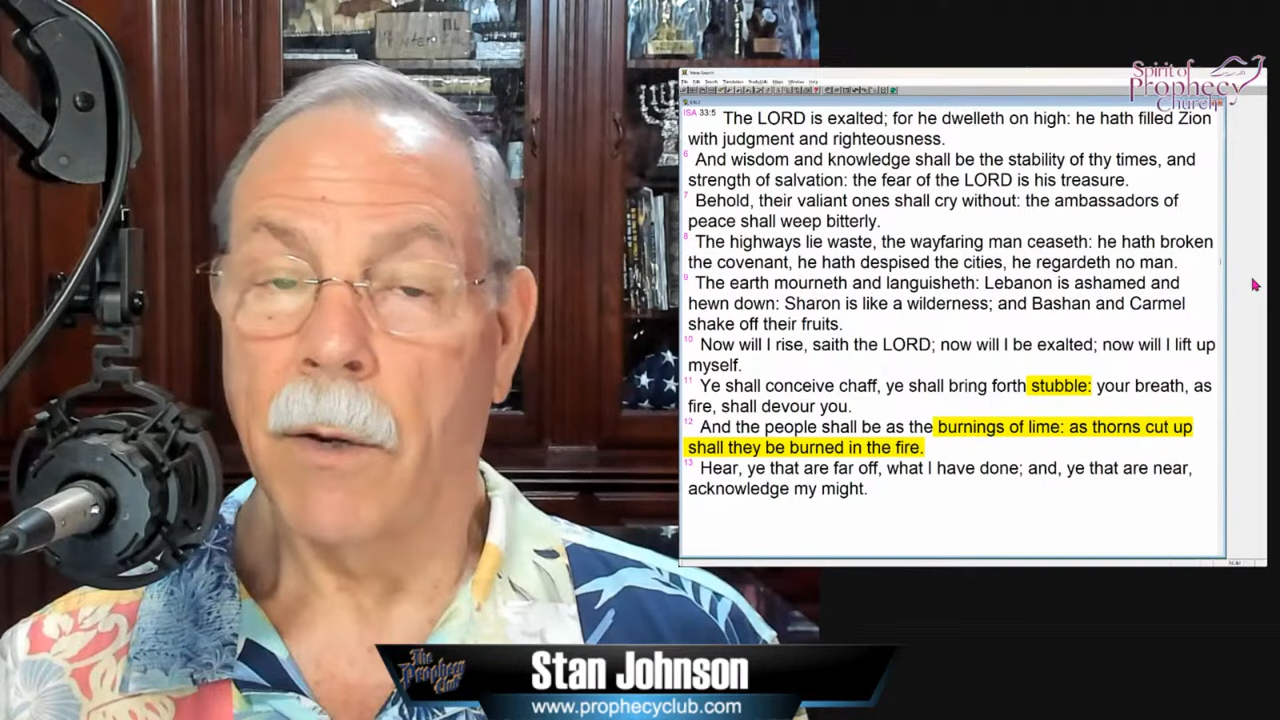 Spirit of
Prophecy
Church
ISA 33:5 The LORD is exalted; for he dwelleth on high: he hath filled Zion
with judgment and righteousness.
6 And wisdom and knowledge shall be the stability of thy times, and
strength of salvation: the fear of the LORD is his treasure.
7 Behold, their valiant ones shall cry without: the ambassadors of
peace shall weep bitterly.
8 The highways lie waste, the wayfaring man ceaseth: he hath broken
the covenant, he hath despised the cities, he regardeth no man.
9 The earth mourneth and languisheth: Lebanon is ashamed and
hewn down: Sharon is like a wilderness; and Bashan and Carmel
shake off their fruits.
10 Now will I rise, saith the LORD; now will I be exalted; now will I lift up
myself.
11 Ye shall conceive chaff, ye shall bring forth stubble: your breath, as
fire, shall devour you.
12 And the people shall be as the burnings of lime: as thorns cut up
shall they be burned in the fire.
13 Hear, ye that are far off, what I have done; and, ye that are near,
acknowledge my might.
The
Prophecy
Club
Stan Johnson
www.prophecyclub.com